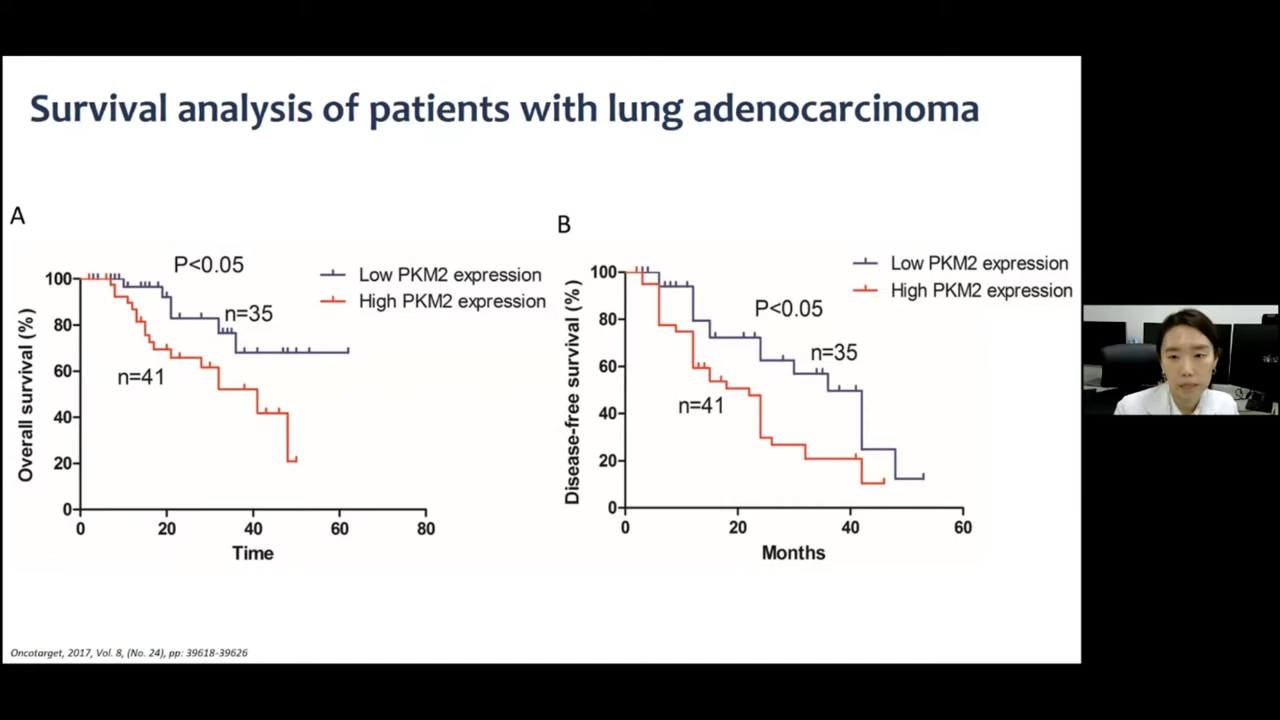 Survival analysis of patients with lung adenocarcinoma
A
P<0.05
Low PKM2 expression
High PKM2 expression
n=35
n=41
Overall survival (%)
100
80
60
40
20
0
0 20 40 60 80
Time
B
Low PKM2 expression
High PKM2 expression
P<0.05
n=35
n=41
Disease-free survival (%)
100
80
60
40
20
0
0 20 40 60
Months
Oncotarget, 2017, Vol. 8, (No. 24), pp: 39618-39626